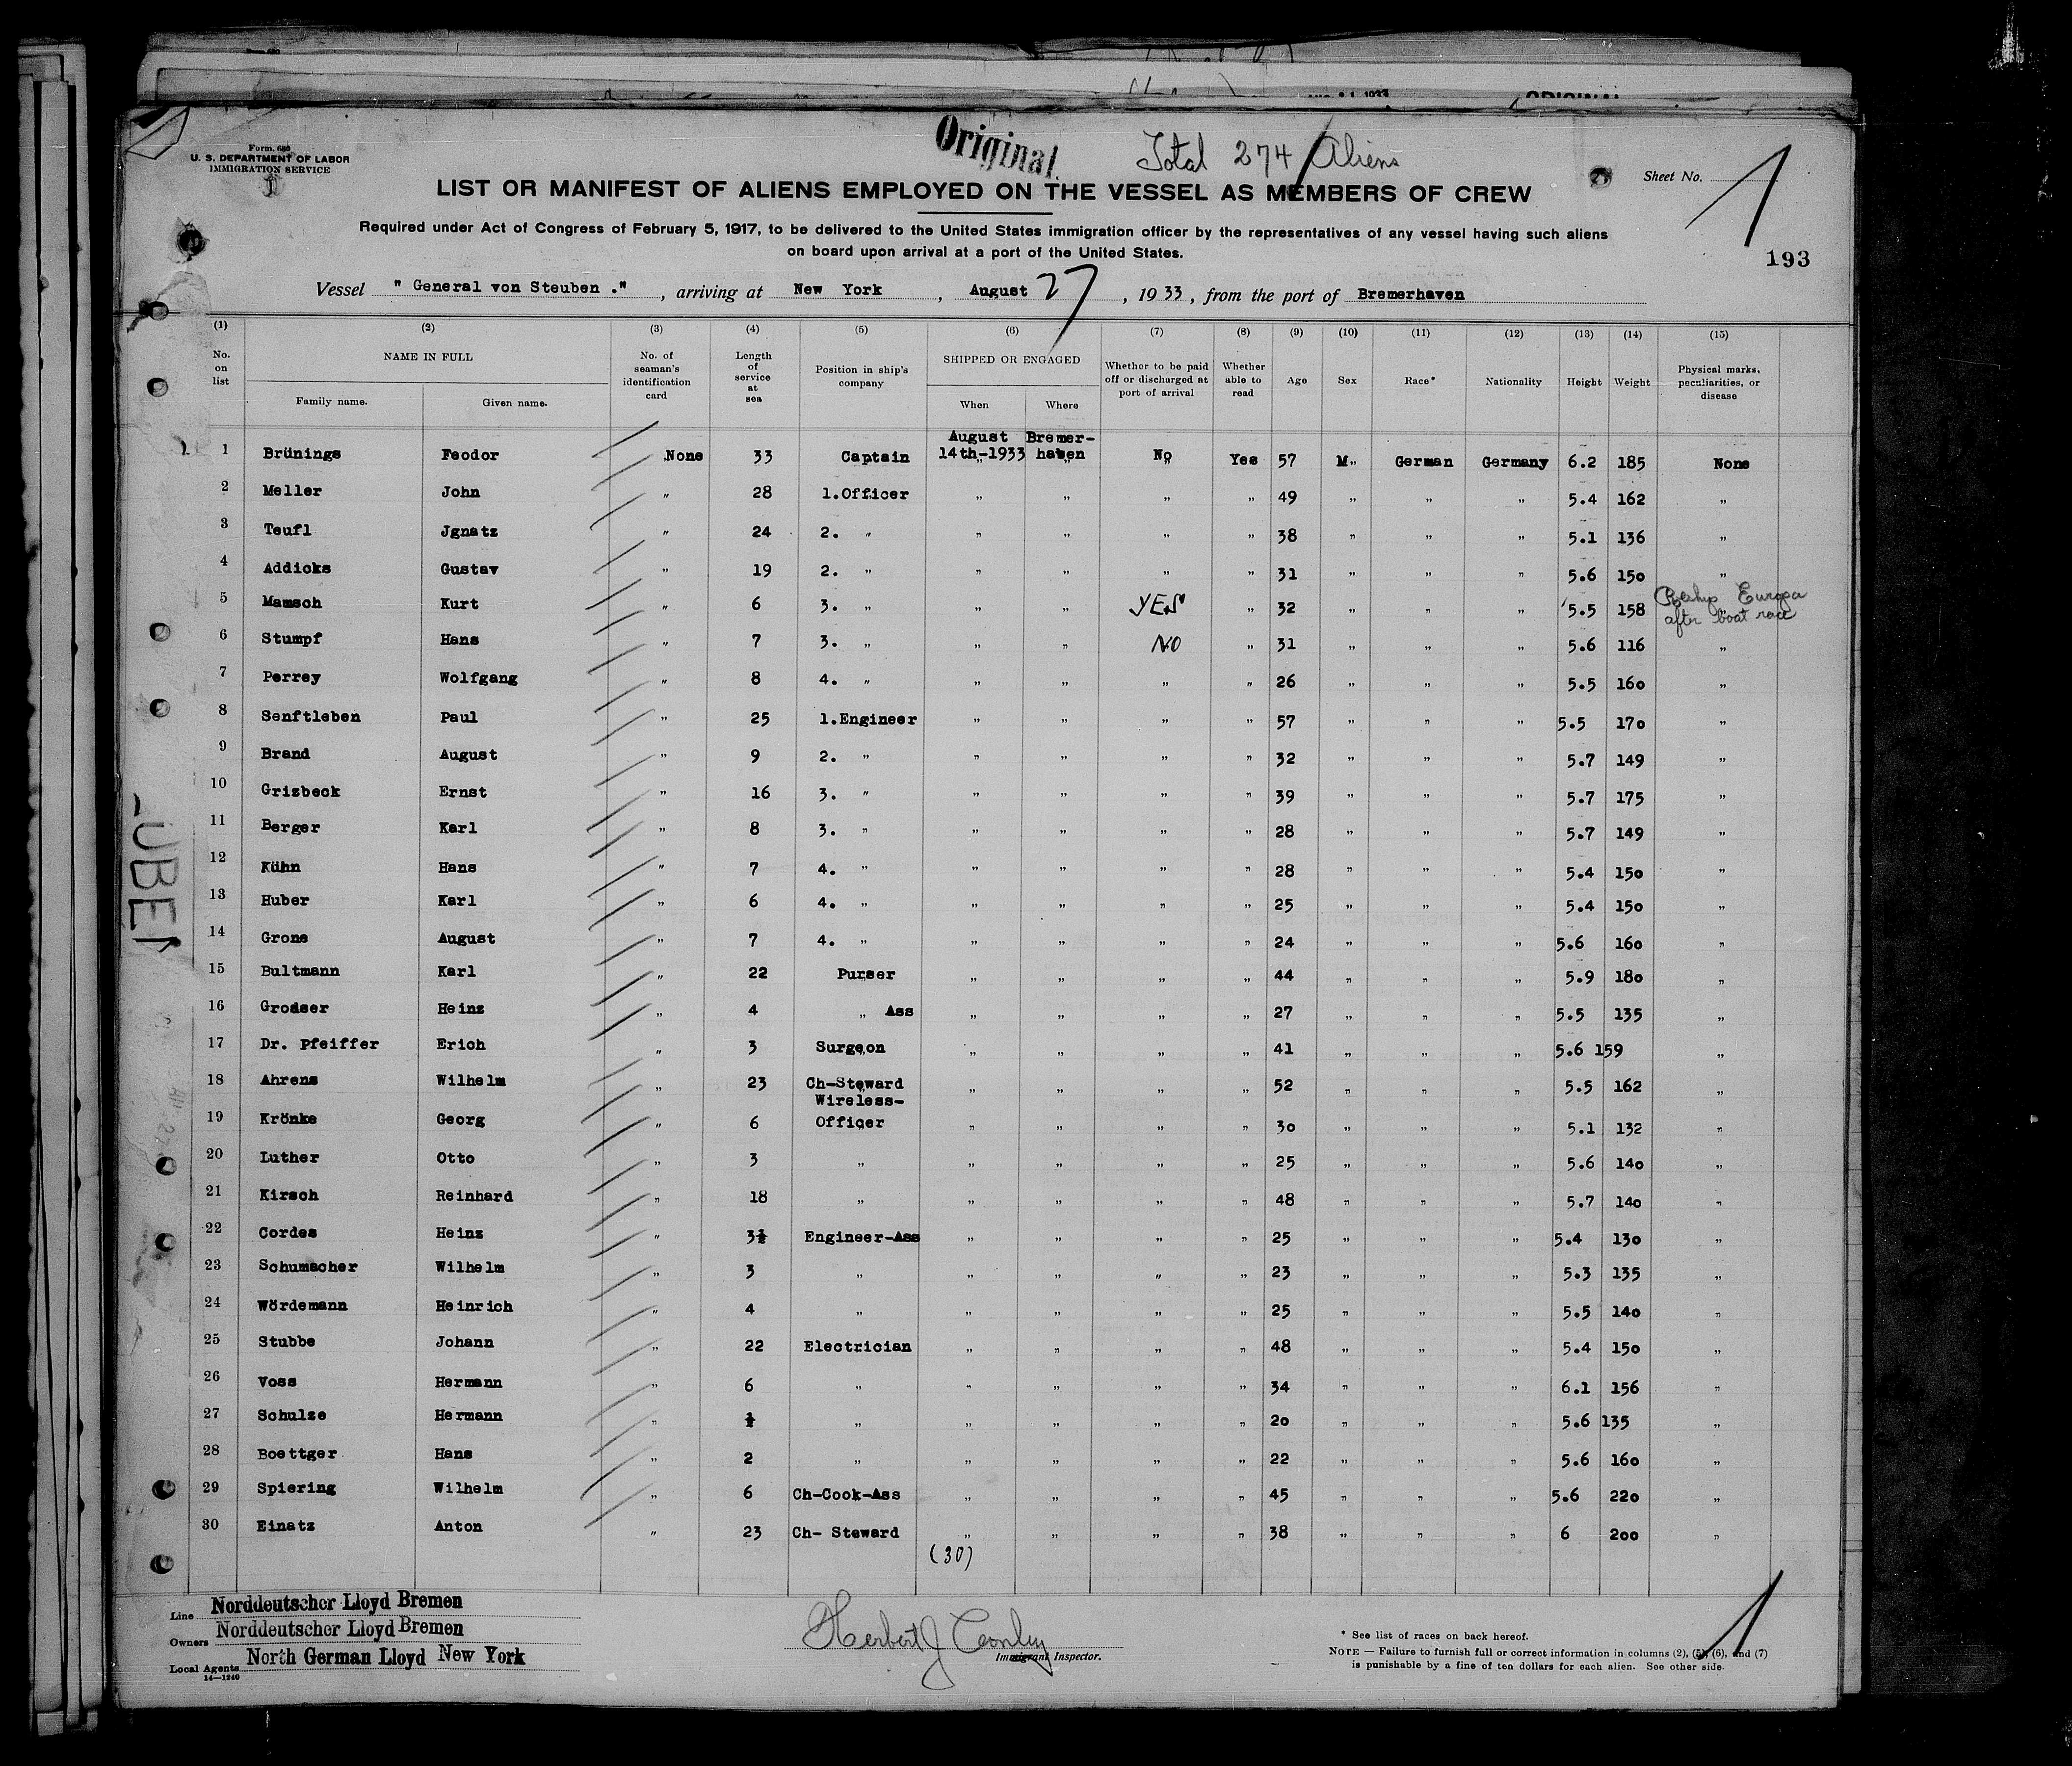 Original
Total 274 Aliens
Form. 680
U. S. DEPARTMENT OF LABOR
IMMIGRATION SERVICE
Sheet No. 1
LIST OR MANIFEST OF ALIENS EMPLOYED ON THE VESSEL AS MEMBERS OF CREW
Required under Act of Congress of February 5, 1917, to be delivered to the United States immigration officer by the representatives of any vessel having such aliens
on board upon arrival at a port of the United States.
193
Vessel " General von Steuben ." , arriving at New York , August 27 , 19 33 , from the port of Bremerhaven
(1) (2) (3) (4) (5) (6) (7) (8) (9) (10) (11) (12) (13) (14) (15)
No. on list NAME IN FULL Family name. Given name. No. of seaman's identification card Length of service at sea Position in ship's company SHIPPED OR ENGAGED When Where Whether to be paid off or discharged at port of arrival Whether able to read Age Sex Race* Nationality Height Weight Physical marks, peculiarities, or disease
1 Brünings Feodor None 33 Captain August 14th-1933 Bremer-haven No Yes 57 M German Germany 6.2 185 None
2 Meller John " 28 1.Officer " " " " 49 " " " 5.4 162 "
3 Teufl Jgnatz " 24 2. " " " " " 38 " " " 5.1 136 "
4 Addicks Gustav " 19 2. " " " " " 31 " " " 5.6 150 "
5 Mamsch Kurt " 6 3. " " " YES " 32 " " " 5.5 158 Reship Europa after boat race
6 Stumpf Hans " 7 3. " " " NO " 31 " " " 5.6 116 "
7 Perrey Wolfgang " 8 4. " " " " " 26 " " " 5.5 160 "
8 Senftleben Paul " 25 1.Engineer " " " " 57 " " " 5.5 170 "
9 Brand August " 9 2. " " " " " 32 " " " 5.7 149 "
10 Grisbeck Ernst " 16 3. " " " " " 39 " " " 5.7 175 "
11 Berger Karl " 8 3. " " " " " 28 " " " 5.7 149 "
12 Kühn Hans " 7 4. " " " " " 28 " " " 5.4 150 "
13 Huber Karl " 6 4. " " " " " 25 " " " 5.4 150 "
14 Grone August " 7 4. " " " " " 24 " " " 5.6 160 "
15 Bultmann Karl " 22 Purser " " " " 44 " " " 5.9 180 "
16 Grosser Heinz " 4 " Ass " " " " 27 " " " 5.5 135 "
17 Dr. Pfeiffer Erich " 3 Surgeon " " " " 41 " " " 5.6 159 "
18 Ahrens Wilhelm " 23 Ch-Steward " " " " 52 " " " 5.5 162 "
19 Krönke Georg " 6 Wireless-Officer " " " " 30 " " " 5.1 132 "
20 Luther Otto " 3 " " " " " 25 " " " 5.6 140 "
21 Kirsch Reinhard " 18 " " " " " 48 " " " 5.7 140 "
22 Cordes Heinz " 3½ Engineer-Ass " " " " 25 " " " 5.4 130 "
23 Schumacher Wilhelm " 3 " " " " " 23 " " " 5.3 135 "
24 Wördemann Heinrich " 4 " " " " " 25 " " " 5.5 140 "
25 Stubbe Johann " 22 Electrician " " " " 48 " " " 5.4 150 "
26 Voss Hermann " 6 " " " " " 34 " " " 6.1 156 "
27 Schulze Hermann " ½ " " " " " 20 " " " 5.6 135 "
28 Boettger Hans " 2 " " " " " 22 " " " 5.6 160 "
29 Spiering Wilhelm " 6 Ch-Cook-Ass " " " " 45 " " " 5.6 220 "
30 Einatz Anton " 23 Ch- Steward " " " " 38 " " " 6 200 "
(30)
Line Norddeutscher Lloyd Bremen
Owners Norddeutscher Lloyd Bremen
Local Agents North German Lloyd New York
14—1240
Immigrant Inspector.
* See list of races on back hereof.
NOTE — Failure to furnish full or correct information in columns (2), (5), (6), and (7)
is punishable by a fine of ten dollars for each alien. See other side.
1